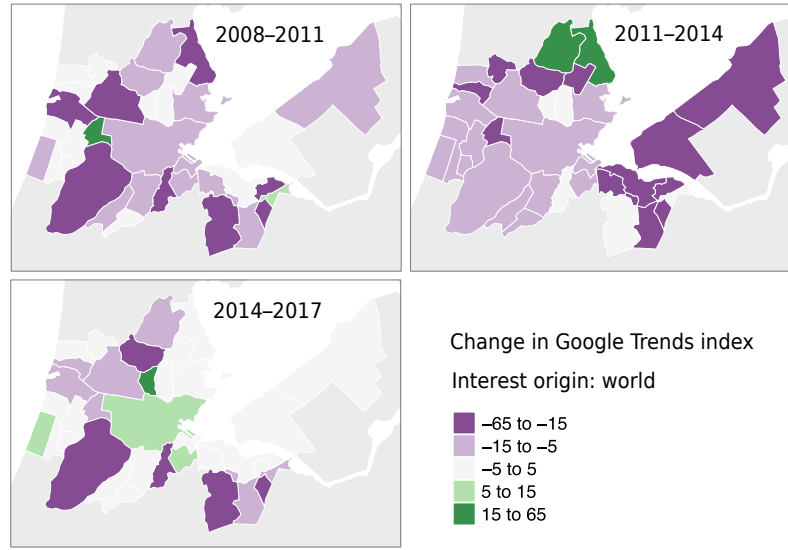 2008–2011
2011–2014
2014–2017
Change in Google Trends index
Interest origin: world
–65 to –15
–15 to –5
–5 to 5
5 to 15
15 to 65